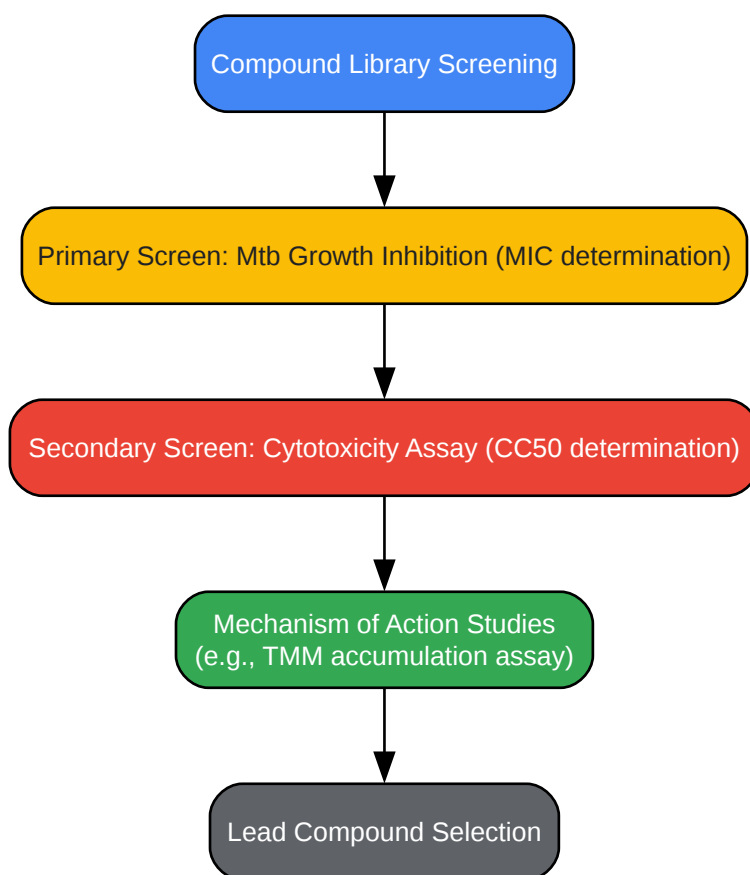 Compound Library Screening
Primary Screen: Mtb Growth Inhibition (MIC determination)
Secondary Screen: Cytotoxicity Assay (CC50 determination)
Mechanism of Action Studies
(e.g., TMM accumulation assay)
Lead Compound Selection